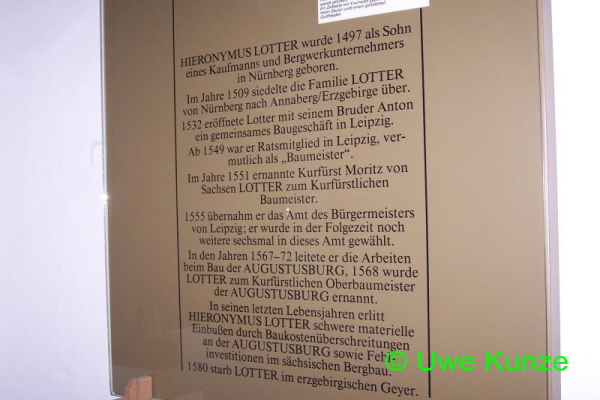 HIERONYMUS LOTTER wurde 1497 als Sohn
eines Kaufmanns und Bergwerkunternehmers
in Nürnberg geboren.
Im Jahre 1509 siedelte die Familie LOTTER
von Nürnberg nach Annaberg/Erzgebirge über.
1532 eröffnete Lotter mit seinem Bruder Anton
ein gemeinsames Baugeschäft in Leipzig.
Ab 1549 war er Ratsmitglied in Leipzig, ver-
mutlich als „Baumeister“.
Im Jahre 1551 ernannte Kurfürst Moritz von
Sachsen LOTTER zum Kurfürstlichen
Baumeister.
1555 übernahm er das Amt des Bürgermeisters
von Leipzig; er wurde in der Folgezeit noch
weitere sechsmal in dieses Amt gewählt.
In den Jahren 1567–72 leitete er die Arbeiten
beim Bau der AUGUSTUSBURG, 1568 wurde
LOTTER zum Kurfürstlichen Oberbaumeister
der AUGUSTUSBURG ernannt.
In seinen letzten Lebensjahren erlitt
HIERONYMUS LOTTER schwere materielle
Einbußen durch Baukostenüberschreitungen
an der AUGUSTUSBURG sowie
investitionen im sächsischen Bergbau.
1580 starb LOTTER im erzgebirgischen Geyer.
© Uwe Kunze